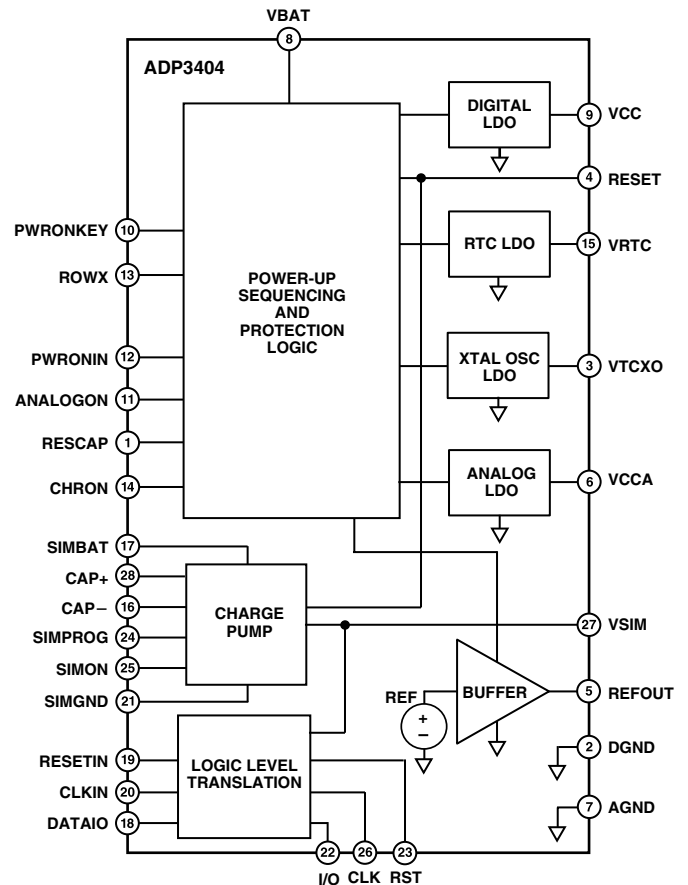 VBAT
8
ADP3404
DIGITAL
LDO
9 VCC
4 RESET
PWRONKEY 10
RTC LDO
15 VRTC
ROWX 13
POWER-UP
SEQUENCING
AND
PROTECTION
LOGIC
PWRONIN 12
XTAL OSC
LDO
3 VTCXO
ANALOGON 11
RESCAP 1
ANALOG
LDO
6 VCCA
CHRON 14
SIMBAT 17
CAP+ 28
CAP− 16
CHARGE
PUMP
SIMPROG 24
27 VSIM
SIMON 25
SIMGND 21
REF
+
−
BUFFER
5 REFOUT
2 DGND
RESETIN 19
LOGIC LEVEL
TRANSLATION
CLKIN 20
7 AGND
DATAIO 18
22 26 23
I/O CLK RST